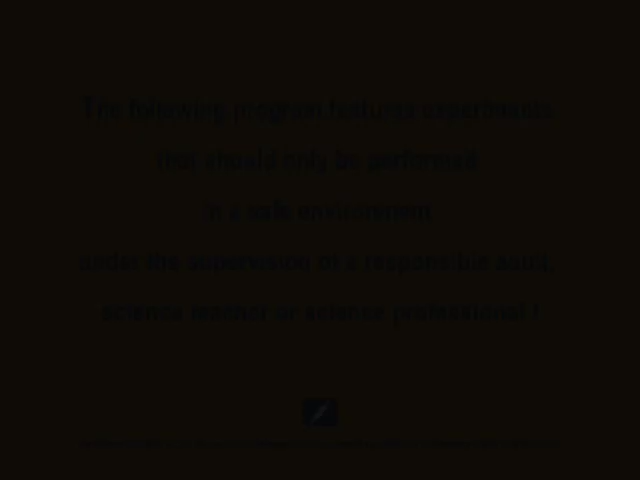 The following program features experiments
that should only be performed
in a safe environment
under the supervision of a responsible adult,
science teacher or science professional !